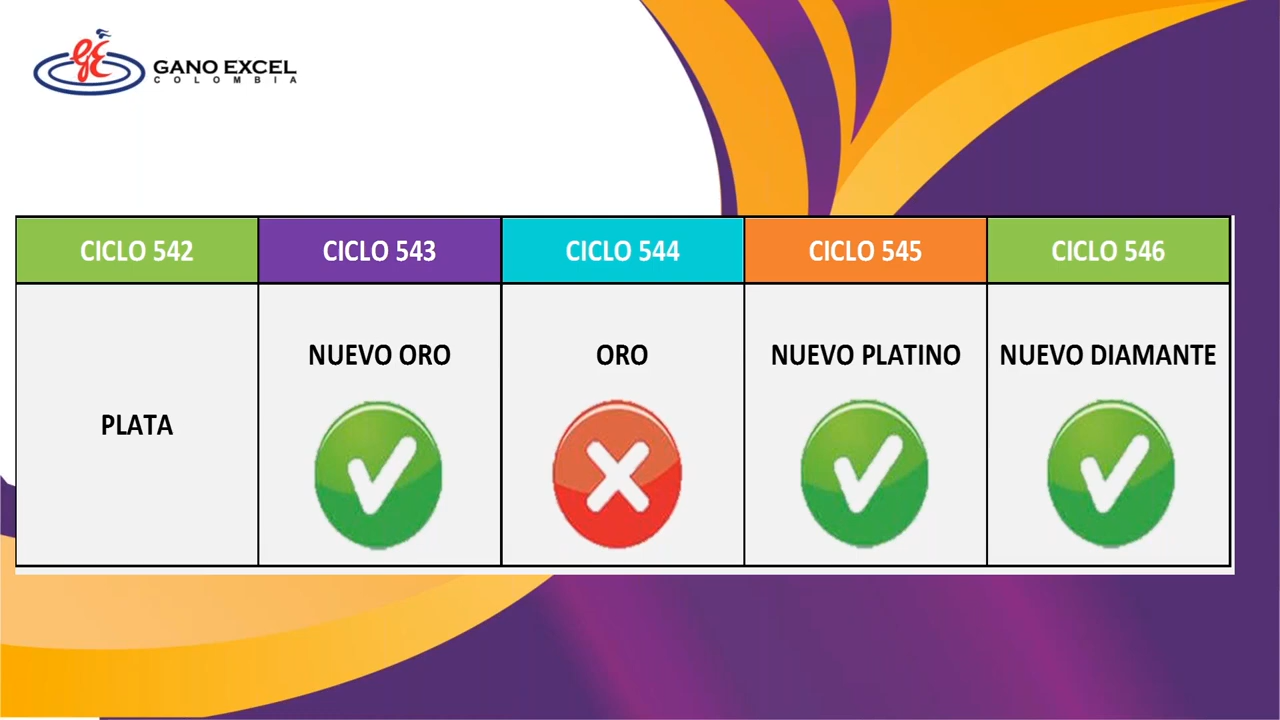 GANO EXCEL
COLOMBIA
CICLO 542
CICLO 543
CICLO 544
CICLO 545
CICLO 546
PLATA
NUEVO ORO
ORO
NUEVO PLATINO
NUEVO DIAMANTE